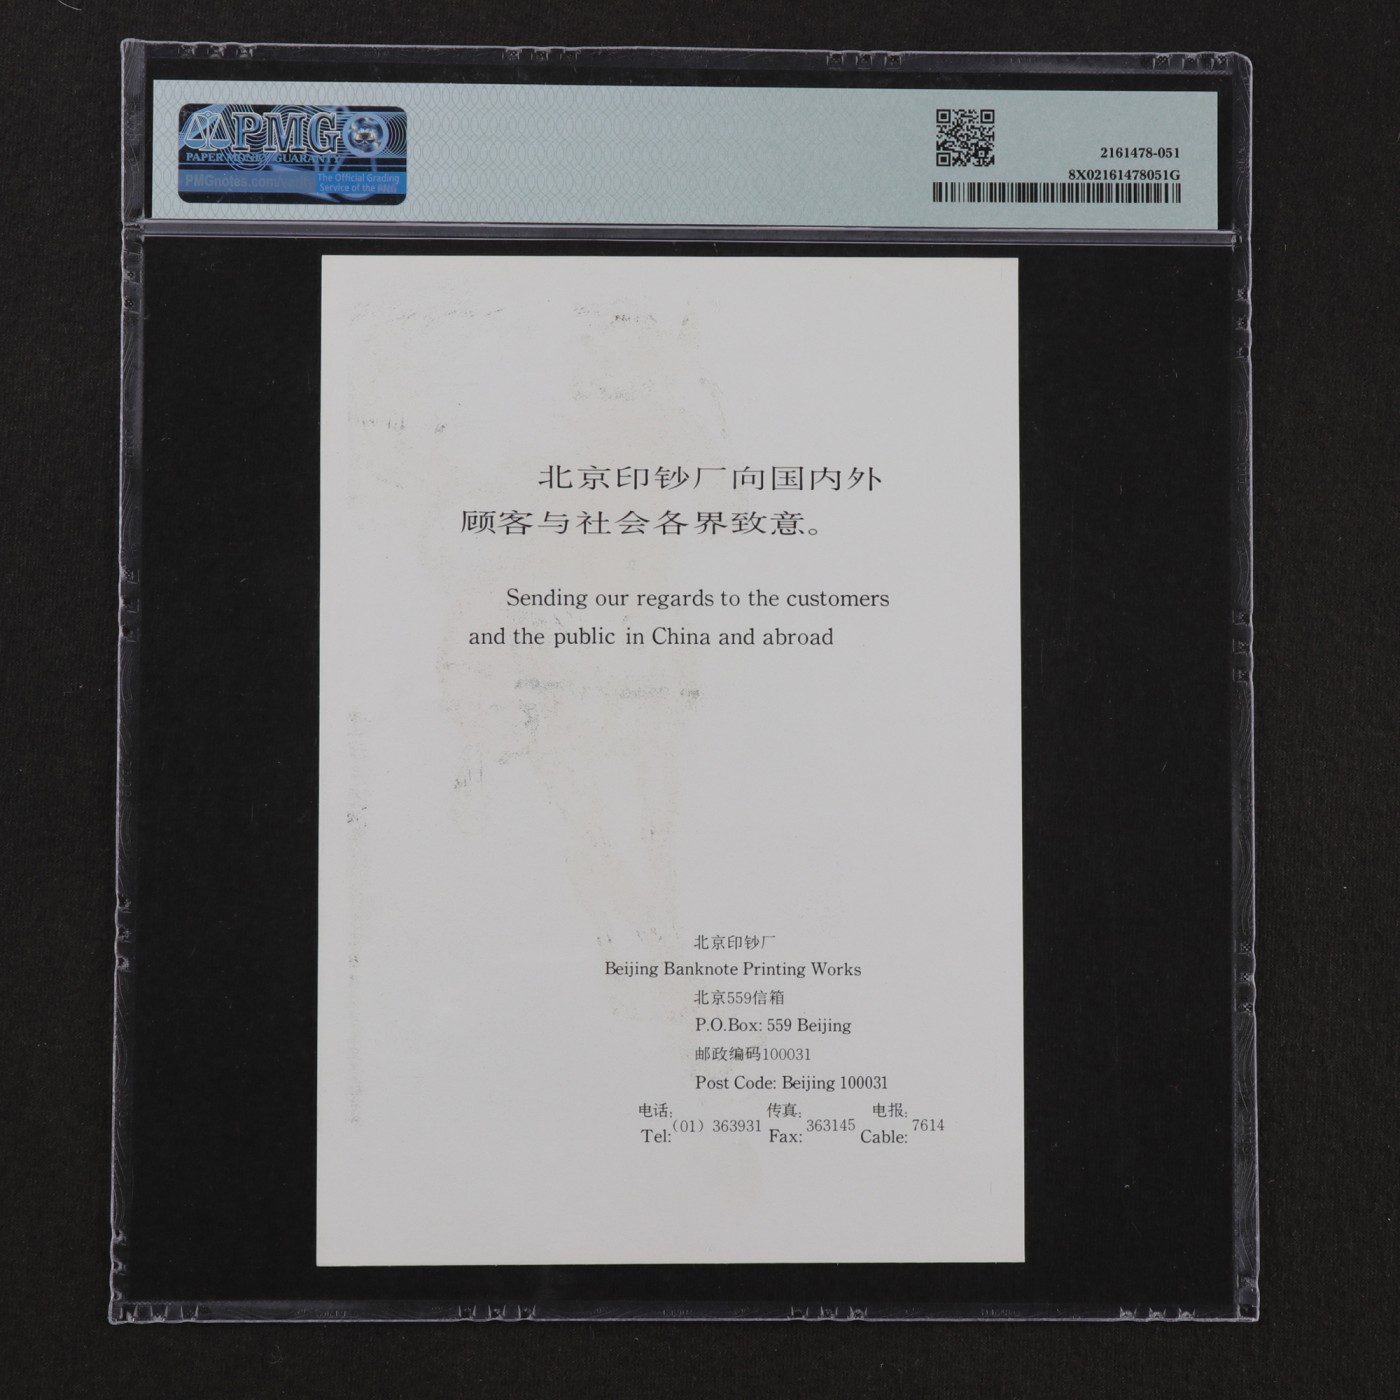 PMG
PAPER MONEY GUARANTY
PMGnotes.com/verify
The Official Grading
Service of the ANA
2161478-051
8X02161478051G
北京印钞厂向国内外
顾客与社会各界致意。
Sending our regards to the customers
and the public in China and abroad
北京印钞厂
Beijing Banknote Printing Works
北京559信箱
P.O.Box: 559 Beijing
邮政编码100031
Post Code: Beijing 100031
电话: 传真: 电报:
(01) 363931 363145 7614
Tel: Fax: Cable: